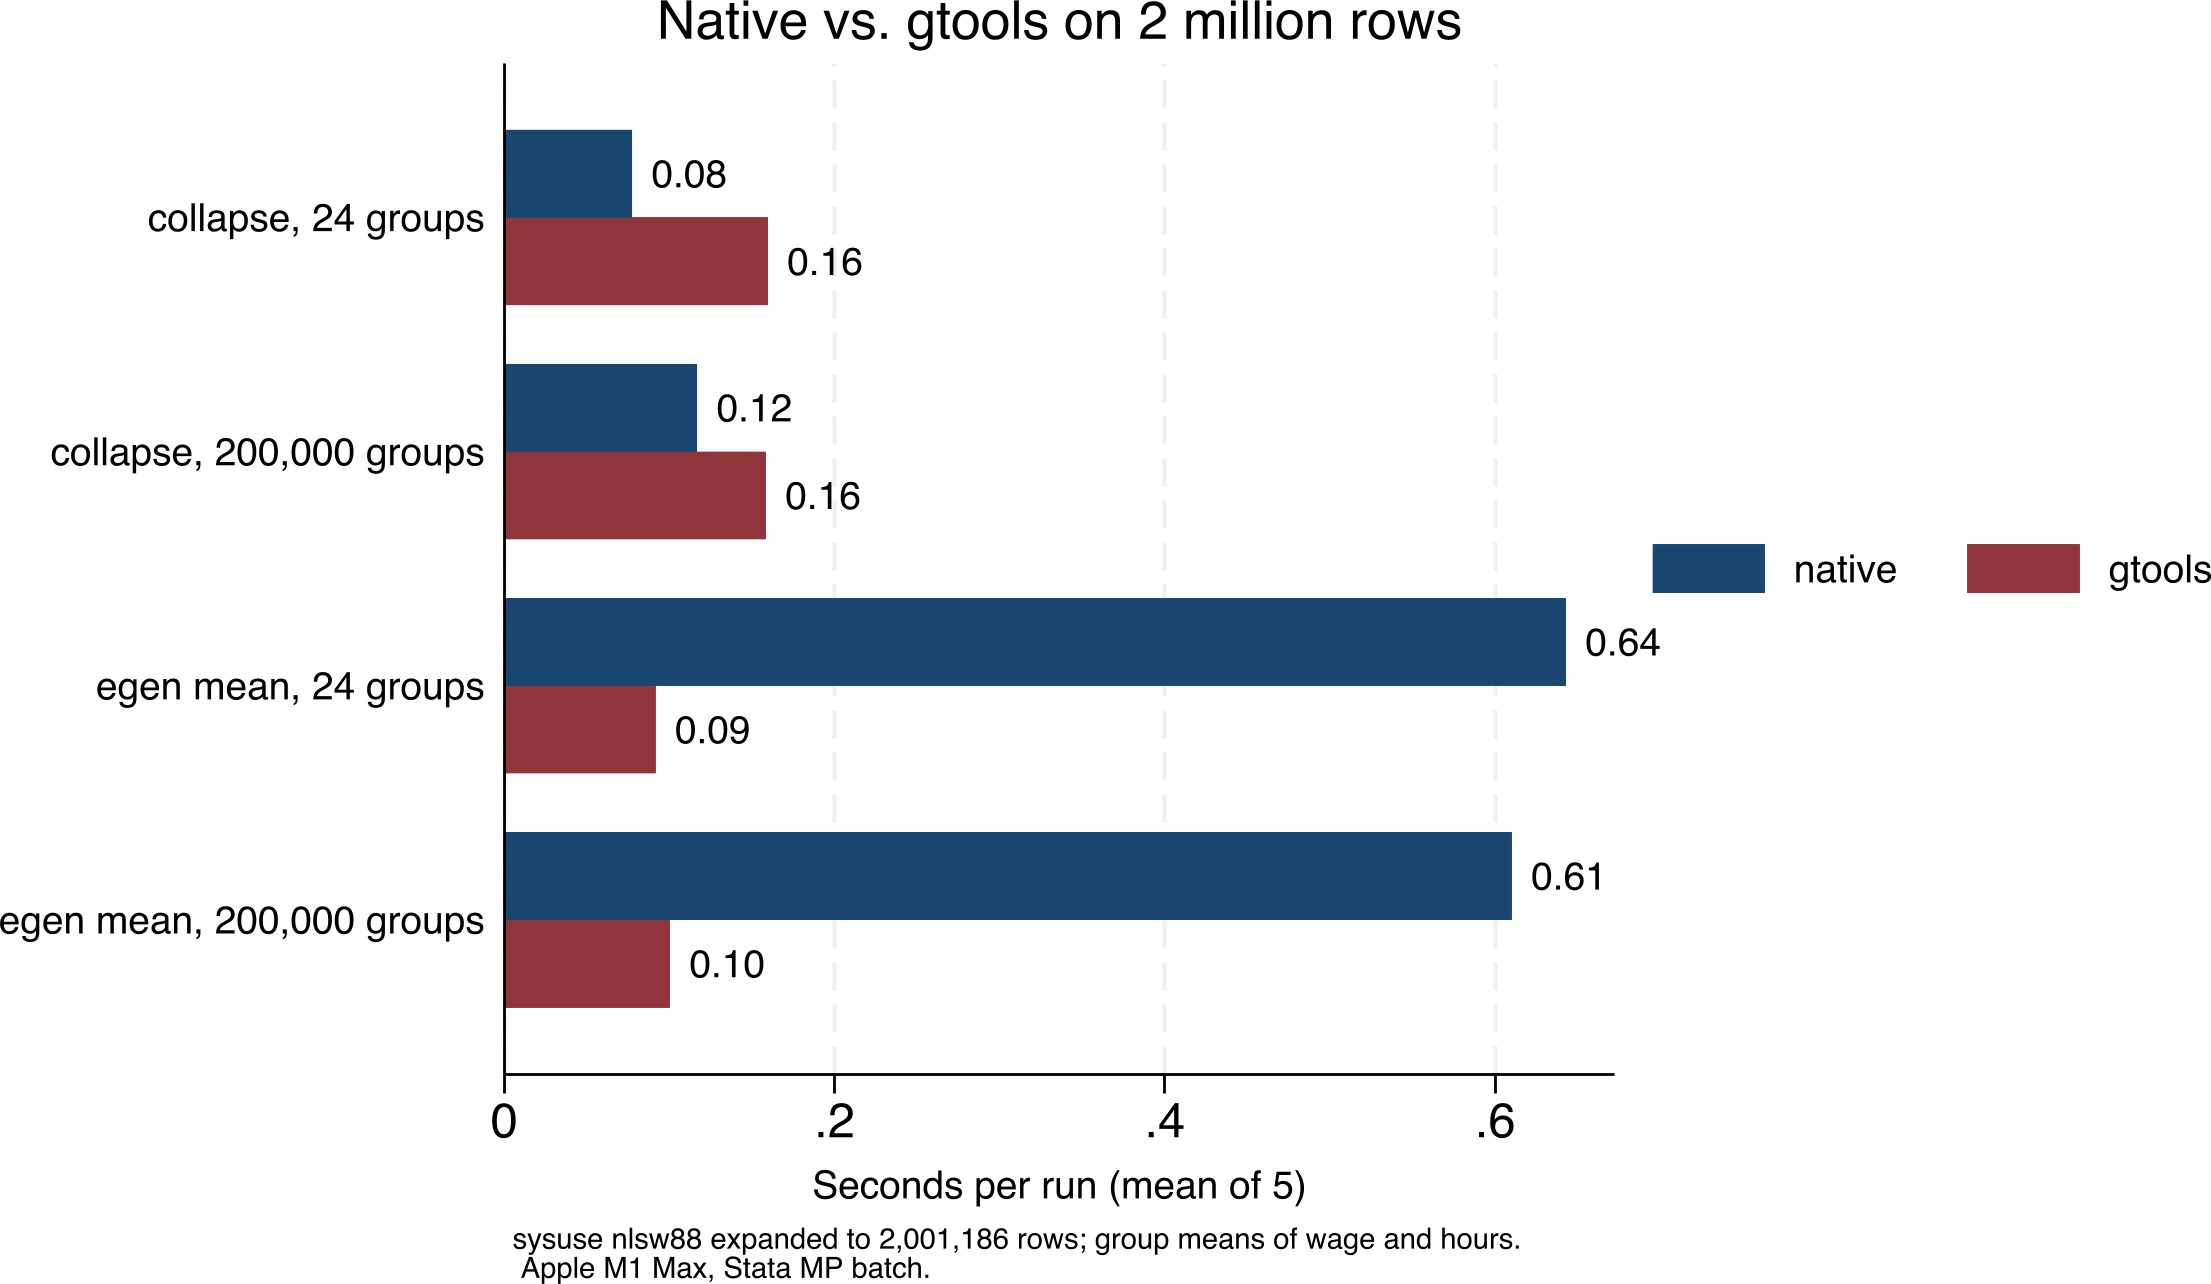 Native vs. gtools on 2 million rows
collapse, 24 groups
0.08
0.16
collapse, 200,000 groups
0.12
0.16
egen mean, 24 groups
0.64
0.09
egen mean, 200,000 groups
0.61
0.10
native
gtools
0 .2 .4 .6
Seconds per run (mean of 5)
sysuse nlsw88 expanded to 2,001,186 rows; group means of wage and hours.
Apple M1 Max, Stata MP batch.